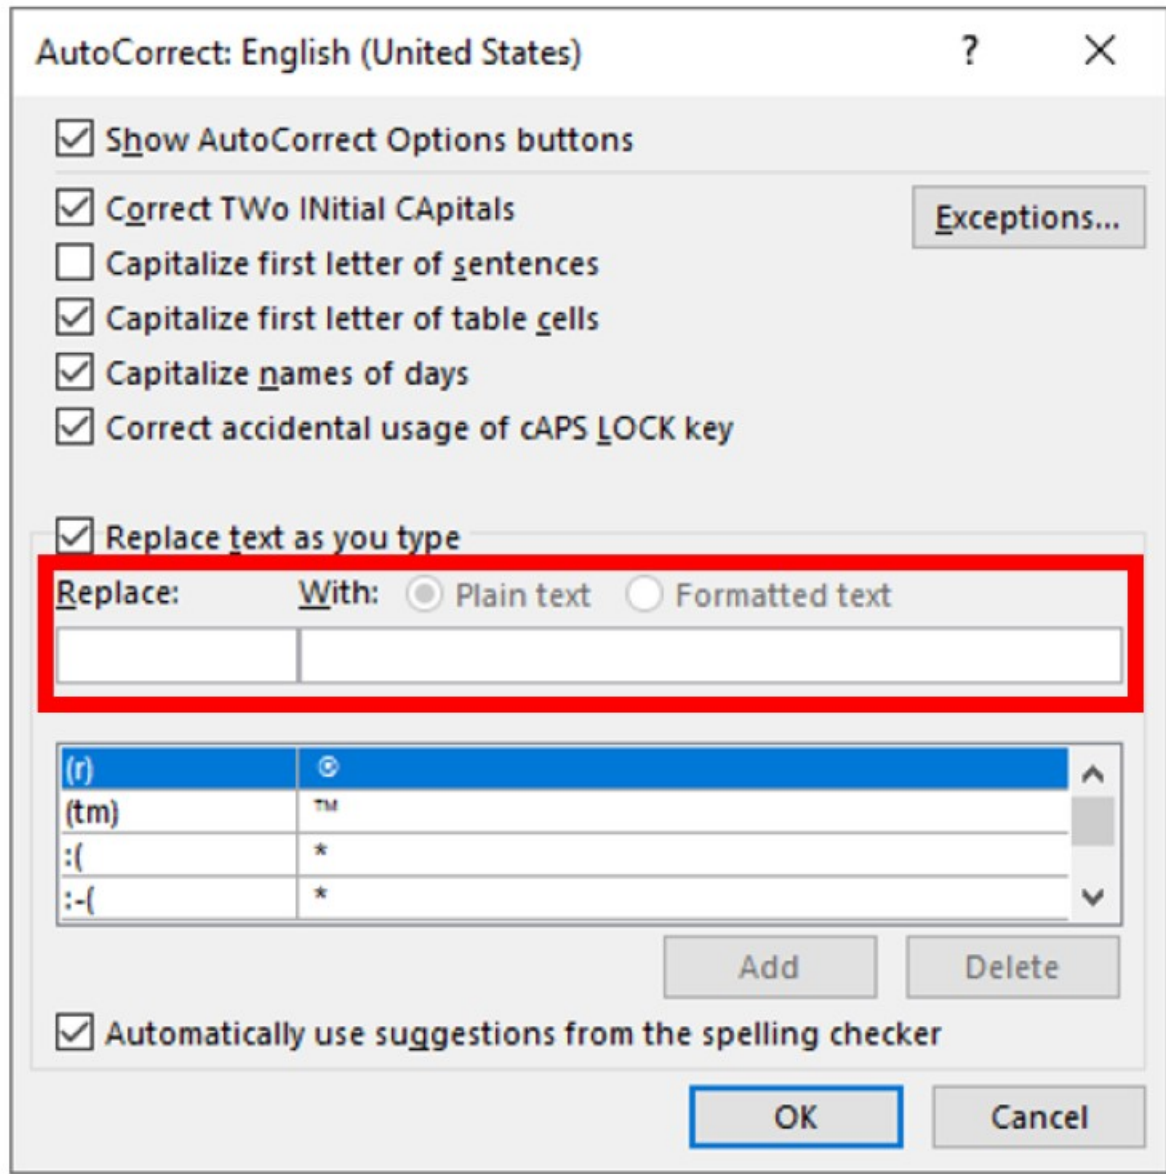 AutoCorrect: English (United States) ? ×
Show AutoCorrect Options buttons
Correct TWo INitial CApitals
Exceptions...
Capitalize first letter of sentences
Capitalize first letter of table cells
Capitalize names of days
Correct accidental usage of cAPS LOCK key
Replace text as you type
Replace: With: Plain text Formatted text
(r) ®
(tm) ™
:( *
:-( *
Add Delete
Automatically use suggestions from the spelling checker
OK Cancel